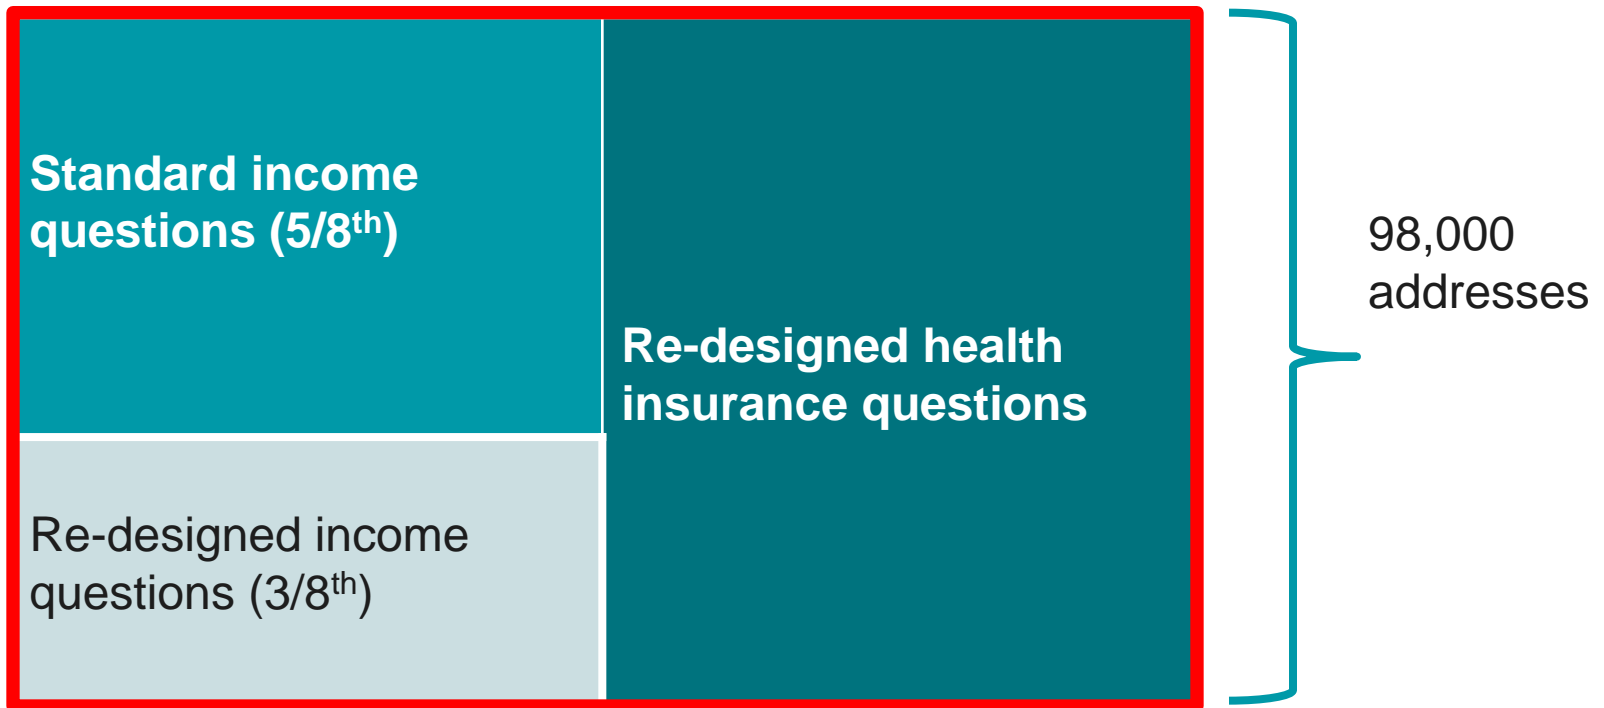 Standard income
questions (5/8th)
Re-designed income
questions (3/8th)
Re-designed health
insurance questions
98,000
addresses